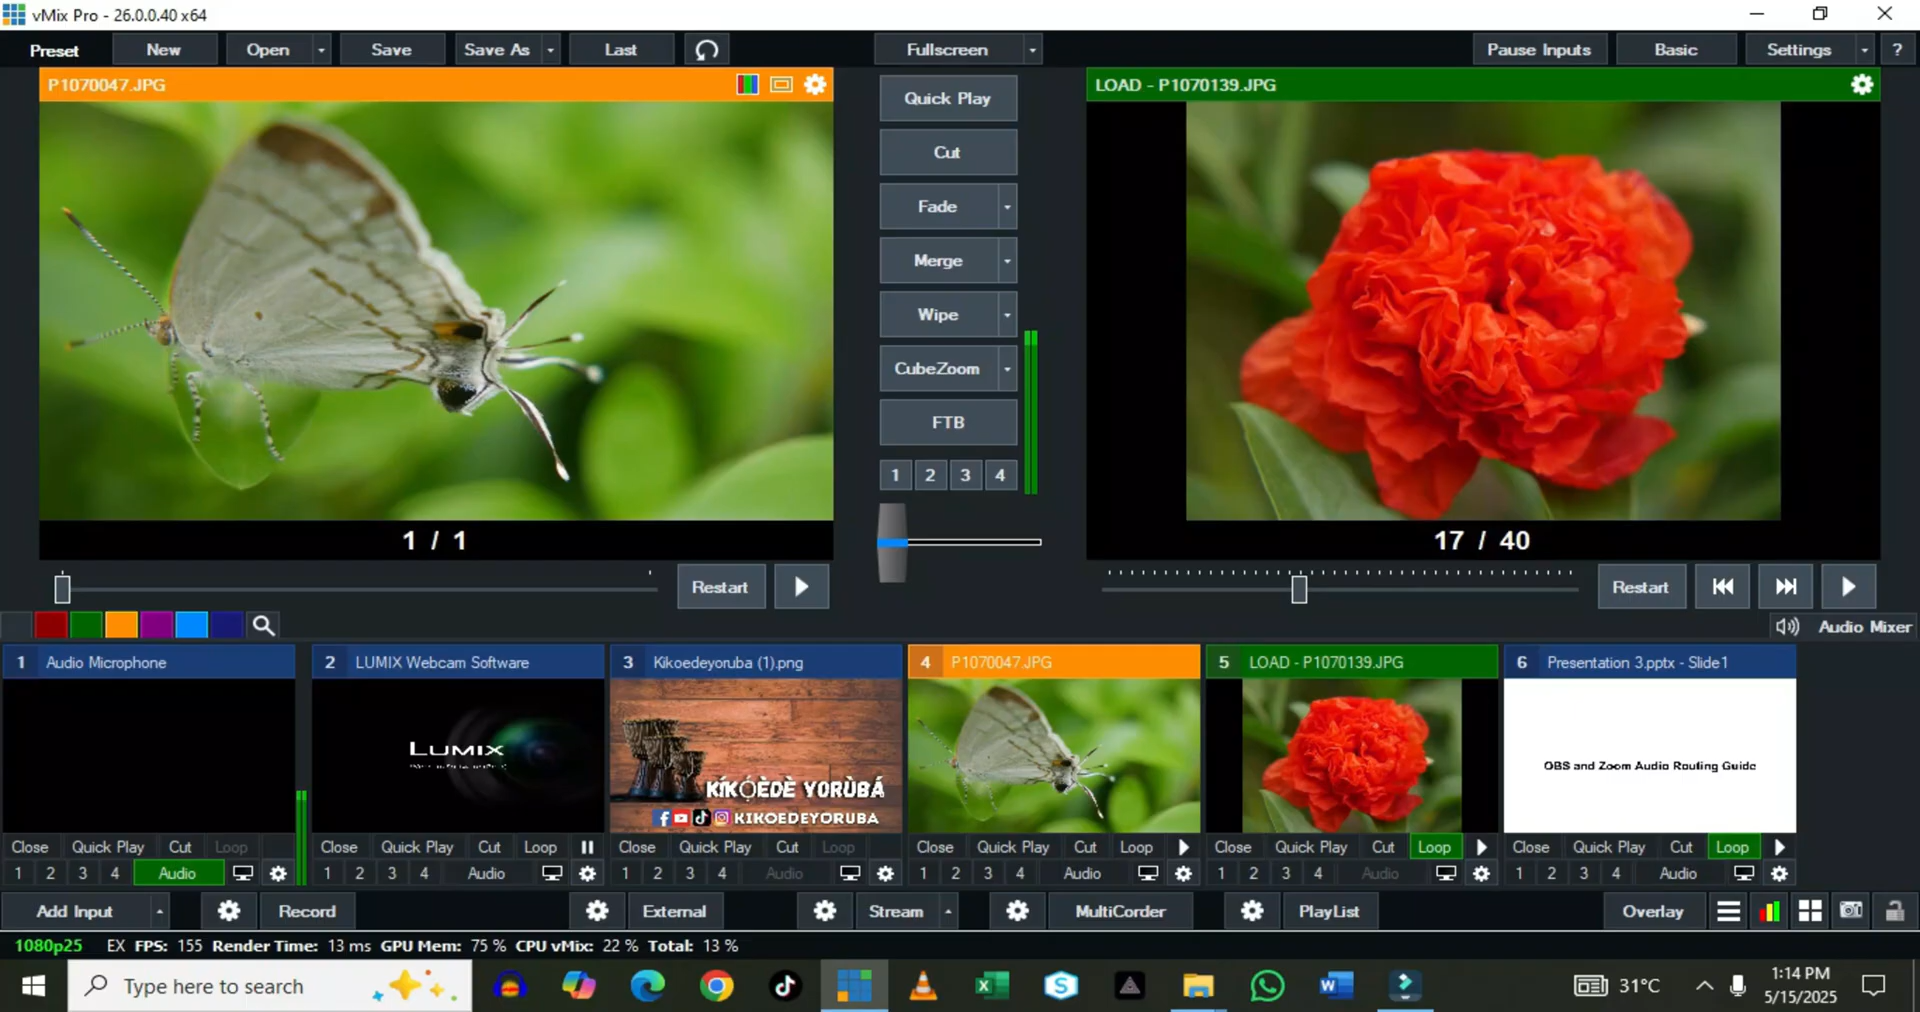 vMix Pro - 26.0.0.40 x64
Preset New Open Save Save As Last Fullscreen Pause Inputs Basic Settings ?
P1070047.JPG
LOAD - P1070139.JPG
Quick Play
Cut
Fade
Merge
Wipe
CubeZoom
FTB
1 2 3 4
1 / 1
17 / 40
Restart
Restart
Audio Mixer
1 Audio Microphone
2 LUMIX Webcam Software
3 Kikoedeyoruba (1).png
4 P1070047.JPG
5 LOAD - P1070139.JPG
6 Presentation 3.pptx - Slide1
LUMIX
KÍKỌ́ÈDÈ YORÙBÁ
KIKOEDEYORUBA
OBS and Zoom Audio Routing Guide
Close Quick Play Cut Loop
1 2 3 4 Audio
Close Quick Play Cut Loop
1 2 3 4 Audio
Close Quick Play Cut Loop
1 2 3 4 Audio
Close Quick Play Cut Loop
1 2 3 4 Audio
Close Quick Play Cut Loop
1 2 3 4 Audio
Close Quick Play Cut Loop
1 2 3 4 Audio
Add Input Record External Stream MultiCorder PlayList Overlay
1080p25 EX FPS: 155 Render Time: 13 ms GPU Mem: 75 % CPU vMix: 22 % Total: 13 %
Type here to search
31°C
1:14 PM
5/15/2025